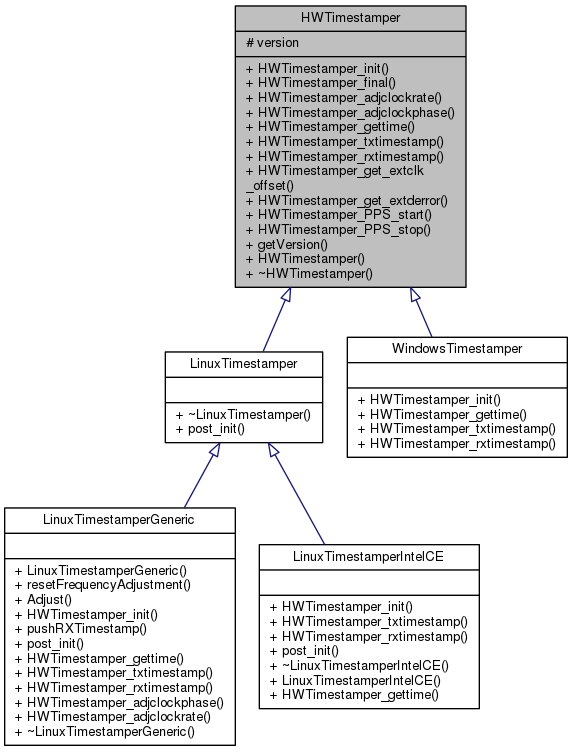 HWTimestamper
# version
+ HWTimestamper_init()
+ HWTimestamper_final()
+ HWTimestamper_adjclockrate()
+ HWTimestamper_adjclockphase()
+ HWTimestamper_gettime()
+ HWTimestamper_txtimestamp()
+ HWTimestamper_rxtimestamp()
+ HWTimestamper_get_extclk
_offset()
+ HWTimestamper_get_extderror()
+ HWTimestamper_PPS_start()
+ HWTimestamper_PPS_stop()
+ getVersion()
+ HWTimestamper()
+ ~HWTimestamper()
LinuxTimestamper
+ ~LinuxTimestamper()
+ post_init()
WindowsTimestamper
+ HWTimestamper_init()
+ HWTimestamper_gettime()
+ HWTimestamper_txtimestamp()
+ HWTimestamper_rxtimestamp()
LinuxTimestamperGeneric
+ LinuxTimestamperGeneric()
+ resetFrequencyAdjustment()
+ Adjust()
+ HWTimestamper_init()
+ pushRXTimestamp()
+ post_init()
+ HWTimestamper_gettime()
+ HWTimestamper_txtimestamp()
+ HWTimestamper_rxtimestamp()
+ HWTimestamper_adjclockphase()
+ HWTimestamper_adjclockrate()
+ ~LinuxTimestamperGeneric()
LinuxTimestamperIntelCE
+ HWTimestamper_init()
+ HWTimestamper_txtimestamp()
+ HWTimestamper_rxtimestamp()
+ post_init()
+ ~LinuxTimestamperIntelCE()
+ LinuxTimestamperIntelCE()
+ HWTimestamper_gettime()